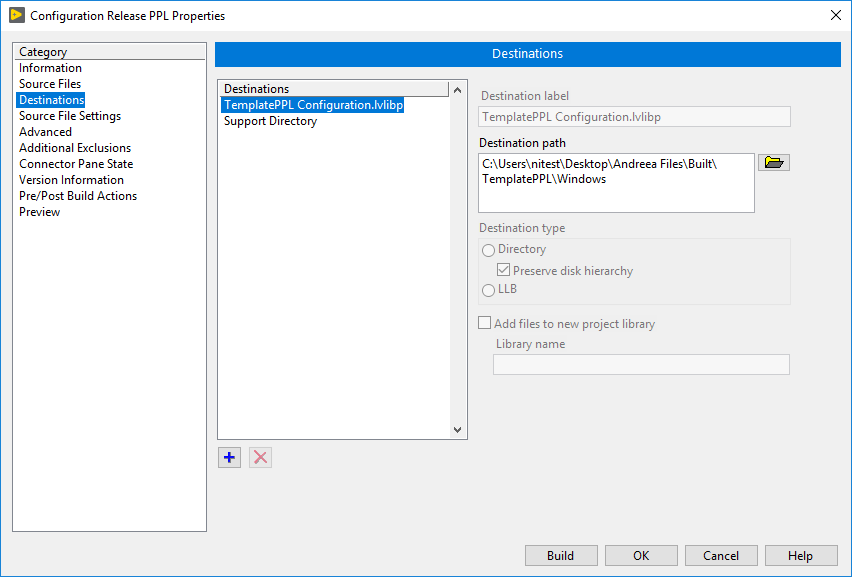 Configuration Release PPL Properties
Category
Information
Source Files
Destinations
Source File Settings
Advanced
Additional Exclusions
Connector Pane State
Version Information
Pre/Post Build Actions
Preview
Destinations
Destinations
TemplatePPL Configuration.lvlibp
Support Directory
Destination label
TemplatePPL Configuration.lvlibp
Destination path
C:\Users\nitest\Desktop\Andreea Files\Built\
TemplatePPL\Windows
Destination type
Directory
Preserve disk hierarchy
LLB
Add files to new project library
Library name
Build
OK
Cancel
Help